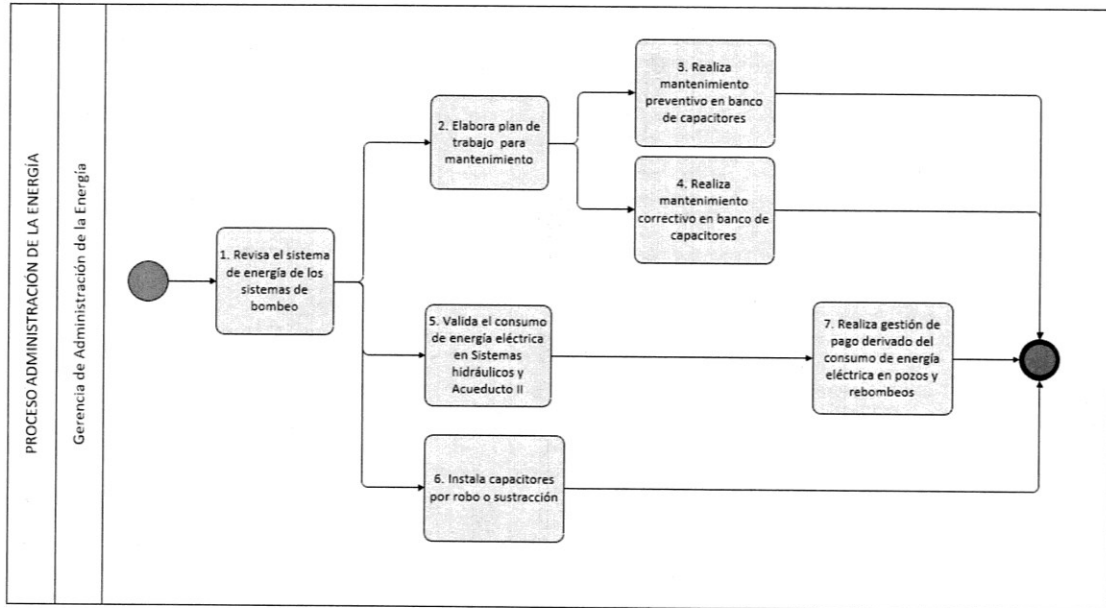 PROCESO ADMINISTRACIÓN DE LA ENERGÍA
Gerencia de Administración de la Energía
1. Revisa el sistema
de energía de los
sistemas de
bombeo
2. Elabora plan de
trabajo para
mantenimiento
3. Realiza
mantenimiento
preventivo en banco
de capacitores
4. Realiza
mantenimiento
correctivo en banco de
capacitores
5. Valida el consumo
de energía eléctrica
en Sistemas
hidráulicos y
Acueducto II
6. Instala capacitores
por robo o sustracción
7. Realiza gestión de
pago derivado del
consumo de energía
eléctrica en pozos y
rebombeos